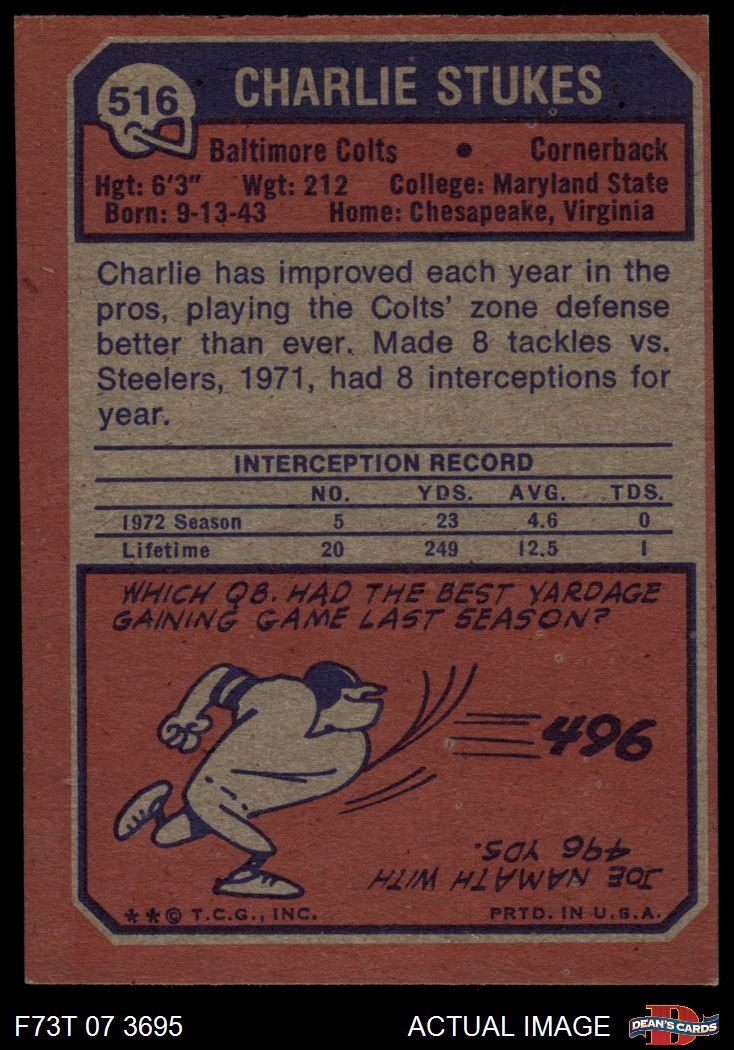 516
CHARLIE STUKES
Baltimore Colts • Cornerback
Hgt: 6'3" Wgt: 212 College: Maryland State
Born: 9-13-43 Home: Chesapeake, Virginia
Charlie has improved each year in the
pros, playing the Colts' zone defense
better than ever. Made 8 tackles vs.
Steelers, 1971, had 8 interceptions for
year.
INTERCEPTION RECORD
NO. YDS. AVG. TDS.
1972 Season 5 23 4.6 0
Lifetime 20 249 12.5 1
WHICH QB. HAD THE BEST YARDAGE
GAINING GAME LAST SEASON?
496
JOE NAMATH WITH
496 YDS.
**© T.C.G., INC. PRTD. IN U.S.A.
F73T 07 3695 ACTUAL IMAGE
D
DEAN'S CARDS